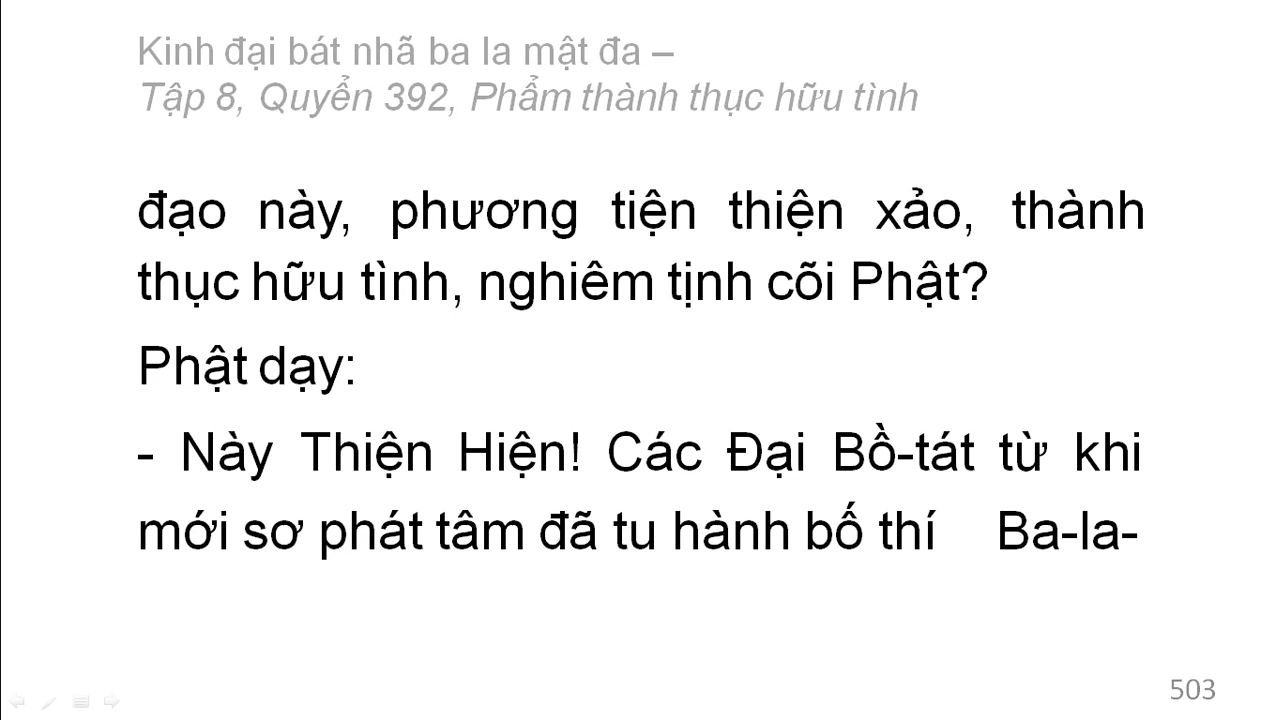 Kinh đại bát nhã ba la mật đa –
Tập 8, Quyển 392, Phẩm thành thục hữu tình
đạo này, phương tiện thiện xảo, thành
thục hữu tình, nghiêm tịnh cõi Phật?
Phật dạy:
- Này Thiện Hiện! Các Đại Bồ-tát từ khi
mới sơ phát tâm đã tu hành bố thí Ba-la-
503